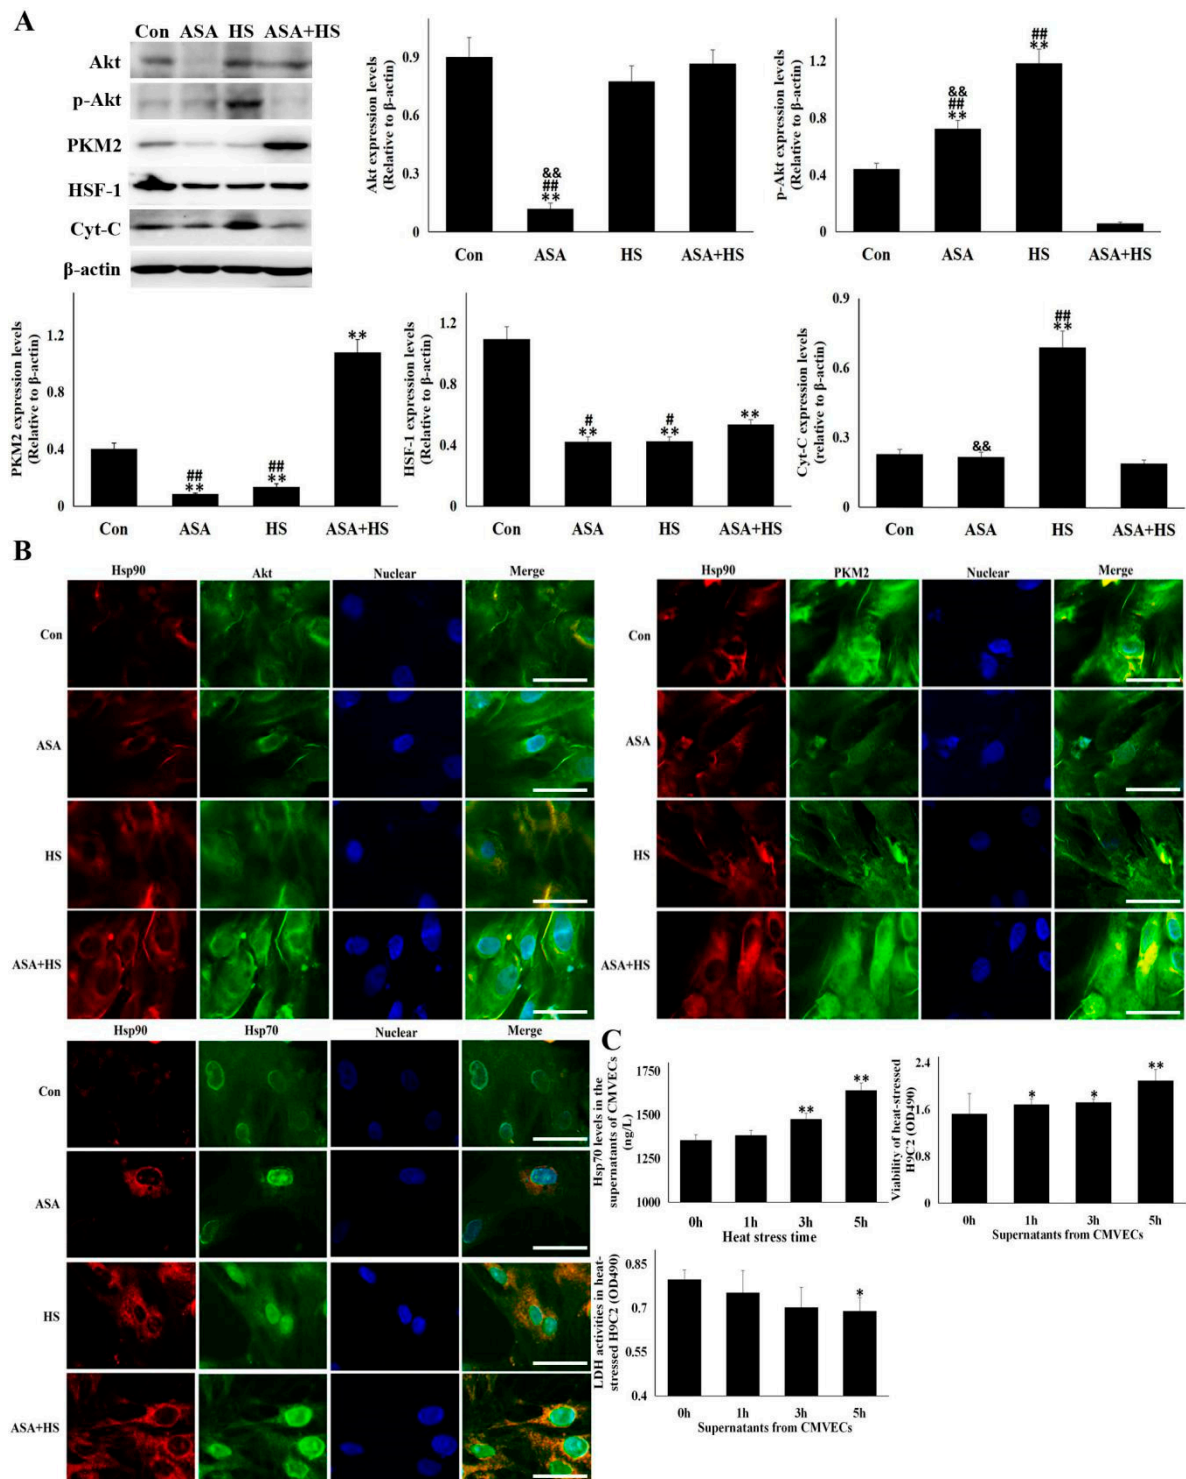 A
Con ASA HS ASA+HS
Akt
p-Akt
PKM2
HSF-1
Cyt-C
β-actin
Akt expression levels
(Relative to β-actin)
0.9
0.6
0.3
0
&&
##
**
Con ASA HS ASA+HS
p-Akt expression levels
(Relative to β-actin)
1.2
0.8
0.4
0
&&
##
**
##
**
Con ASA HS ASA+HS
PKM2 expression levels
(Relative to β-actin)
1.2
0.8
0.4
0
##
**
##
**
**
Con ASA HS ASA+HS
HSF-1 expression levels
(Relative to β-actin)
1.2
0.8
0.4
0
#
**
#
**
**
Con ASA HS ASA+HS
Cyt-C expression levels
(relative to β-actin)
0.9
0.6
0.3
0
&&
##
**
Con ASA HS ASA+HS
B
Hsp90 Akt Nuclear Merge
Con
ASA
HS
ASA+HS
Hsp90 PKM2 Nuclear Merge
Con
ASA
HS
ASA+HS
Hsp90 Hsp70 Nuclear Merge
Con
ASA
HS
ASA+HS
C
Hsp70 levels in the
supernatants of CMVECs
(ng/L)
1750
1500
1250
1000
**
**
0h 1h 3h 5h
Heat stress time
Viability of heat-stressed
H9C2 (OD490)
2.4
1.6
0.8
0
*
*
**
0h 1h 3h 5h
Supernatants from CMVECs
LDH activities in heat-
stressed H9C2 (OD490)
0.85
0.7
0.55
0.4
*
0h 1h 3h 5h
Supernatants from CMVECs